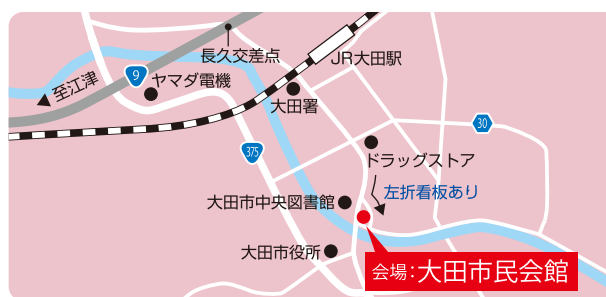 長久交差点
JR大田駅
9
ヤマダ電機
至江津
大田署
30
375
ドラッグストア
左折看板あり
大田市中央図書館
大田市役所
会場：大田市民会館